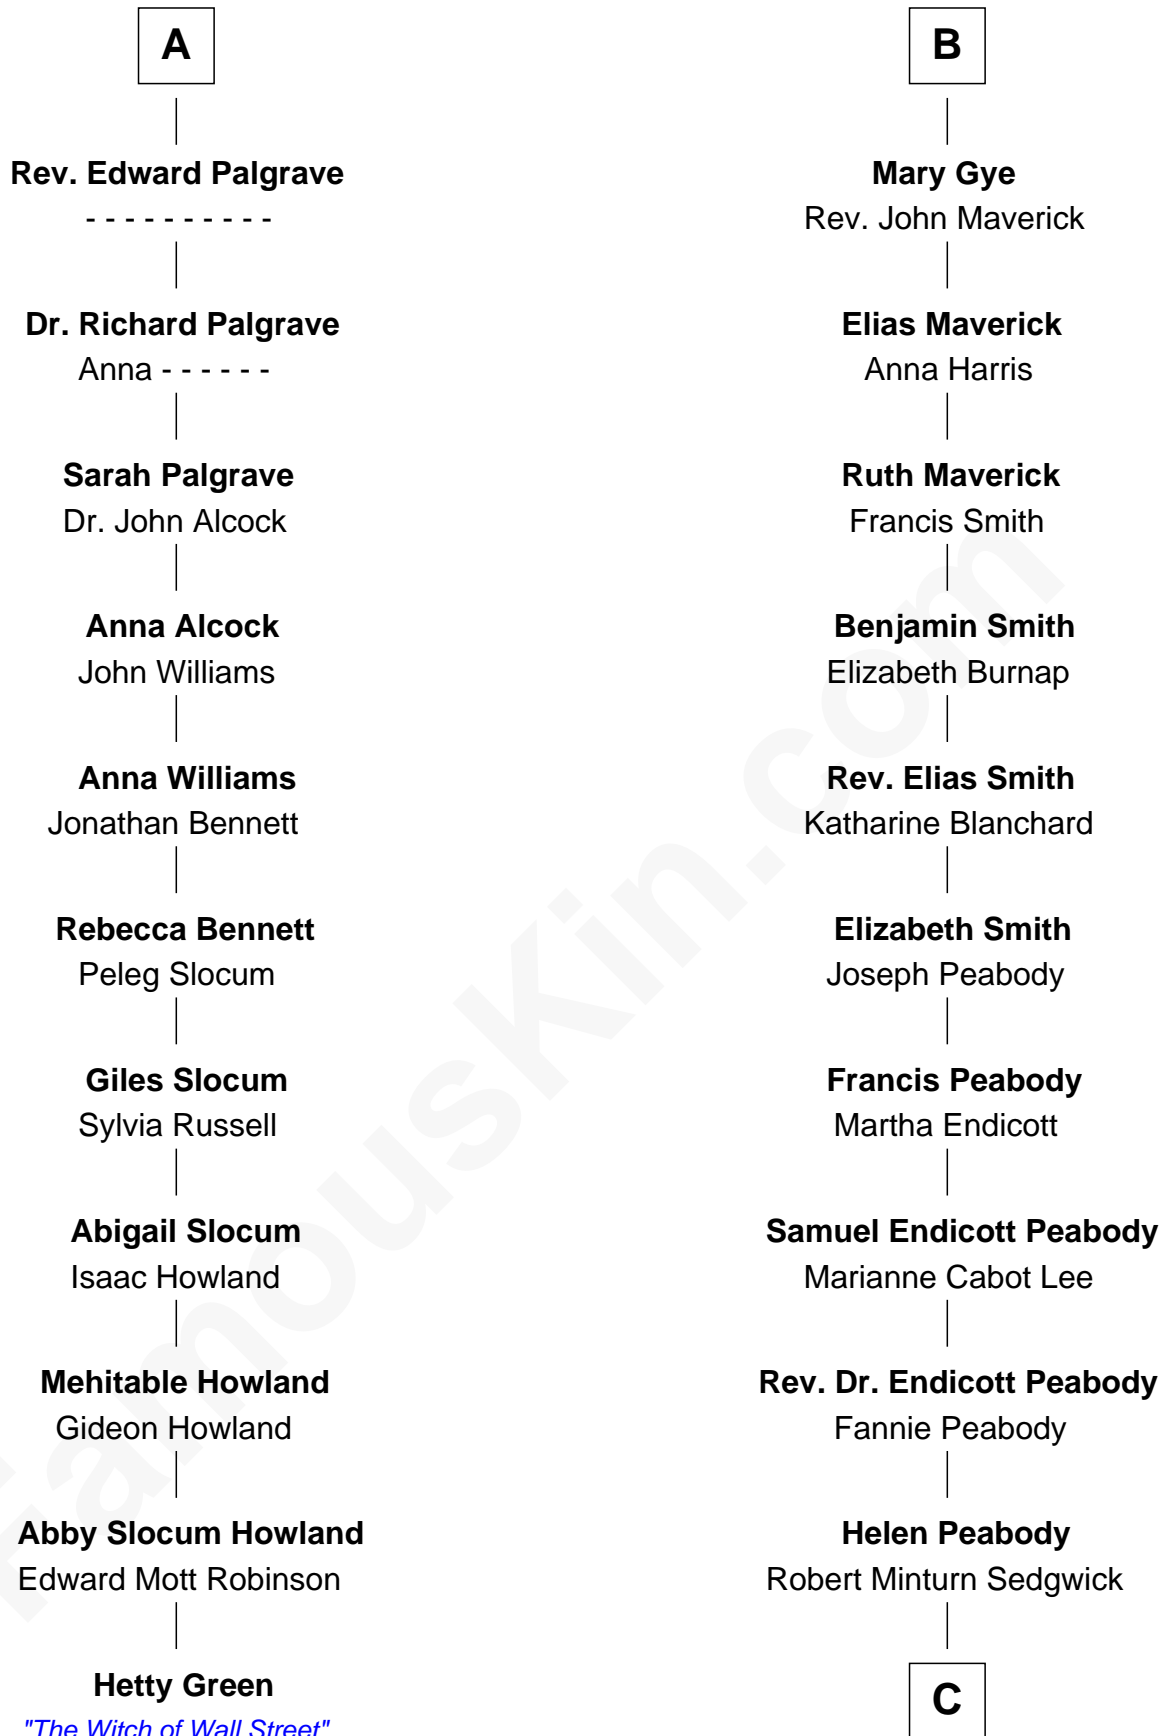 A
Rev. Edward Palgrave
- - - - - - - - - -
Dr. Richard Palgrave
Anna - - - - - -
Sarah Palgrave
Dr. John Alcock
Anna Alcock
John Williams
Anna Williams
Jonathan Bennett
Rebecca Bennett
Peleg Slocum
Giles Slocum
Sylvia Russell
Abigail Slocum
Isaac Howland
Mehitable Howland
Gideon Howland
Abby Slocum Howland
Edward Mott Robinson
Hetty Green
"The Witch of Wall Street"
B
Mary Gye
Rev. John Maverick
Elias Maverick
Anna Harris
Ruth Maverick
Francis Smith
Benjamin Smith
Elizabeth Burnap
Rev. Elias Smith
Katharine Blanchard
Elizabeth Smith
Joseph Peabody
Francis Peabody
Martha Endicott
Samuel Endicott Peabody
Marianne Cabot Lee
Rev. Dr. Endicott Peabody
Fannie Peabody
Helen Peabody
Robert Minturn Sedgwick
C
FamousKin.com